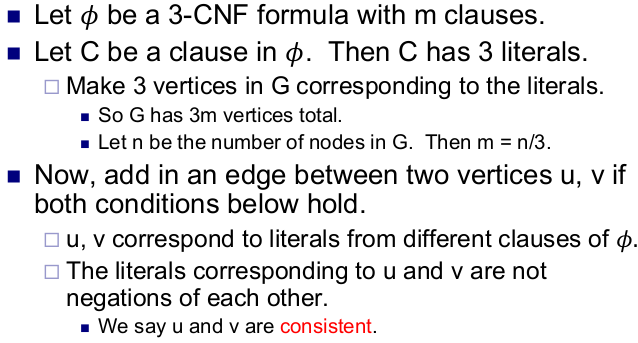 Let ϕ be a 3-CNF formula with m clauses.
Let C be a clause in ϕ. Then C has 3 literals.
Make 3 vertices in G corresponding to the literals.
So G has 3m vertices total.
Let n be the number of nodes in G. Then m = n/3.
Now, add in an edge between two vertices u, v if
both conditions below hold.
u, v correspond to literals from different clauses of ϕ.
The literals corresponding to u and v are not
negations of each other.
We say u and v are consistent.